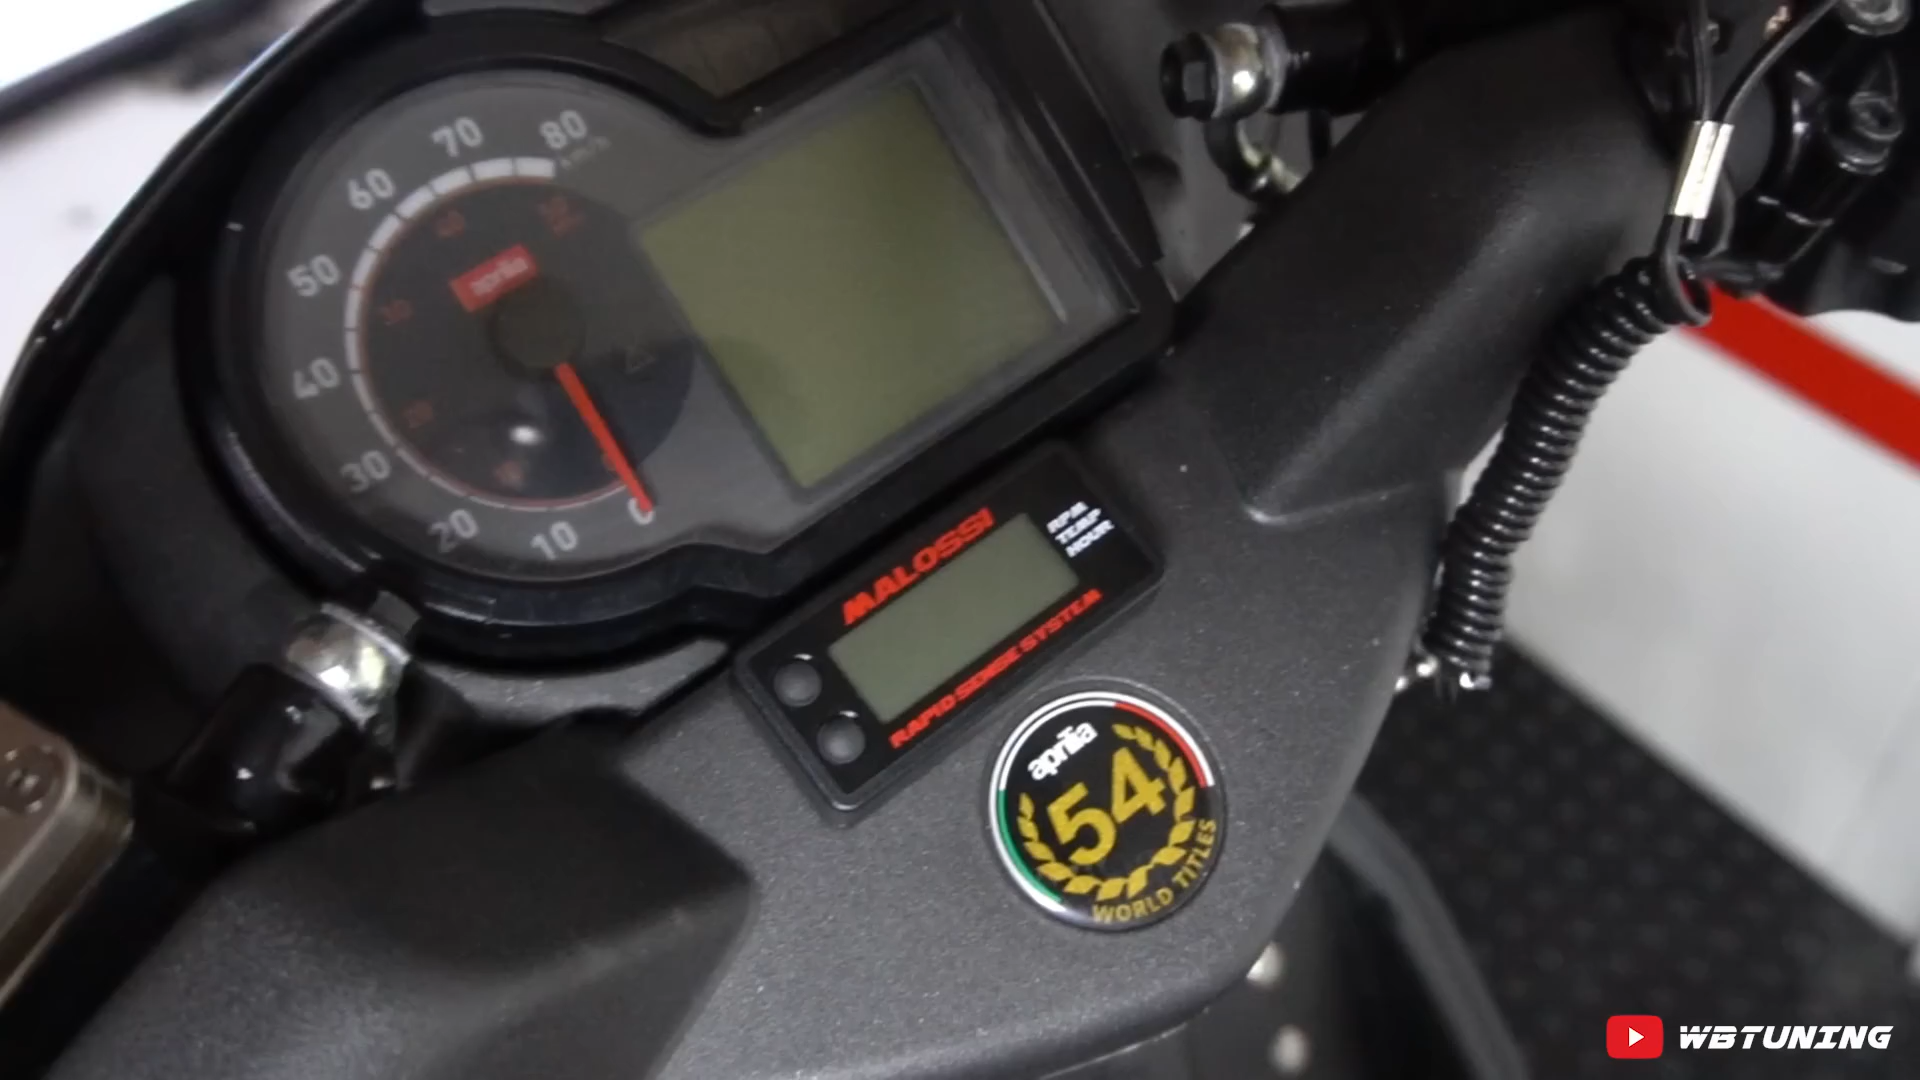 80
70
60
50
40
30
20
10
0
km/h
aprilia
MALOSSI
RPM
TEMP
HOUR
RAPID SENSE SYSTEM
aprilia
54
WORLD TITLES
WBTUNING